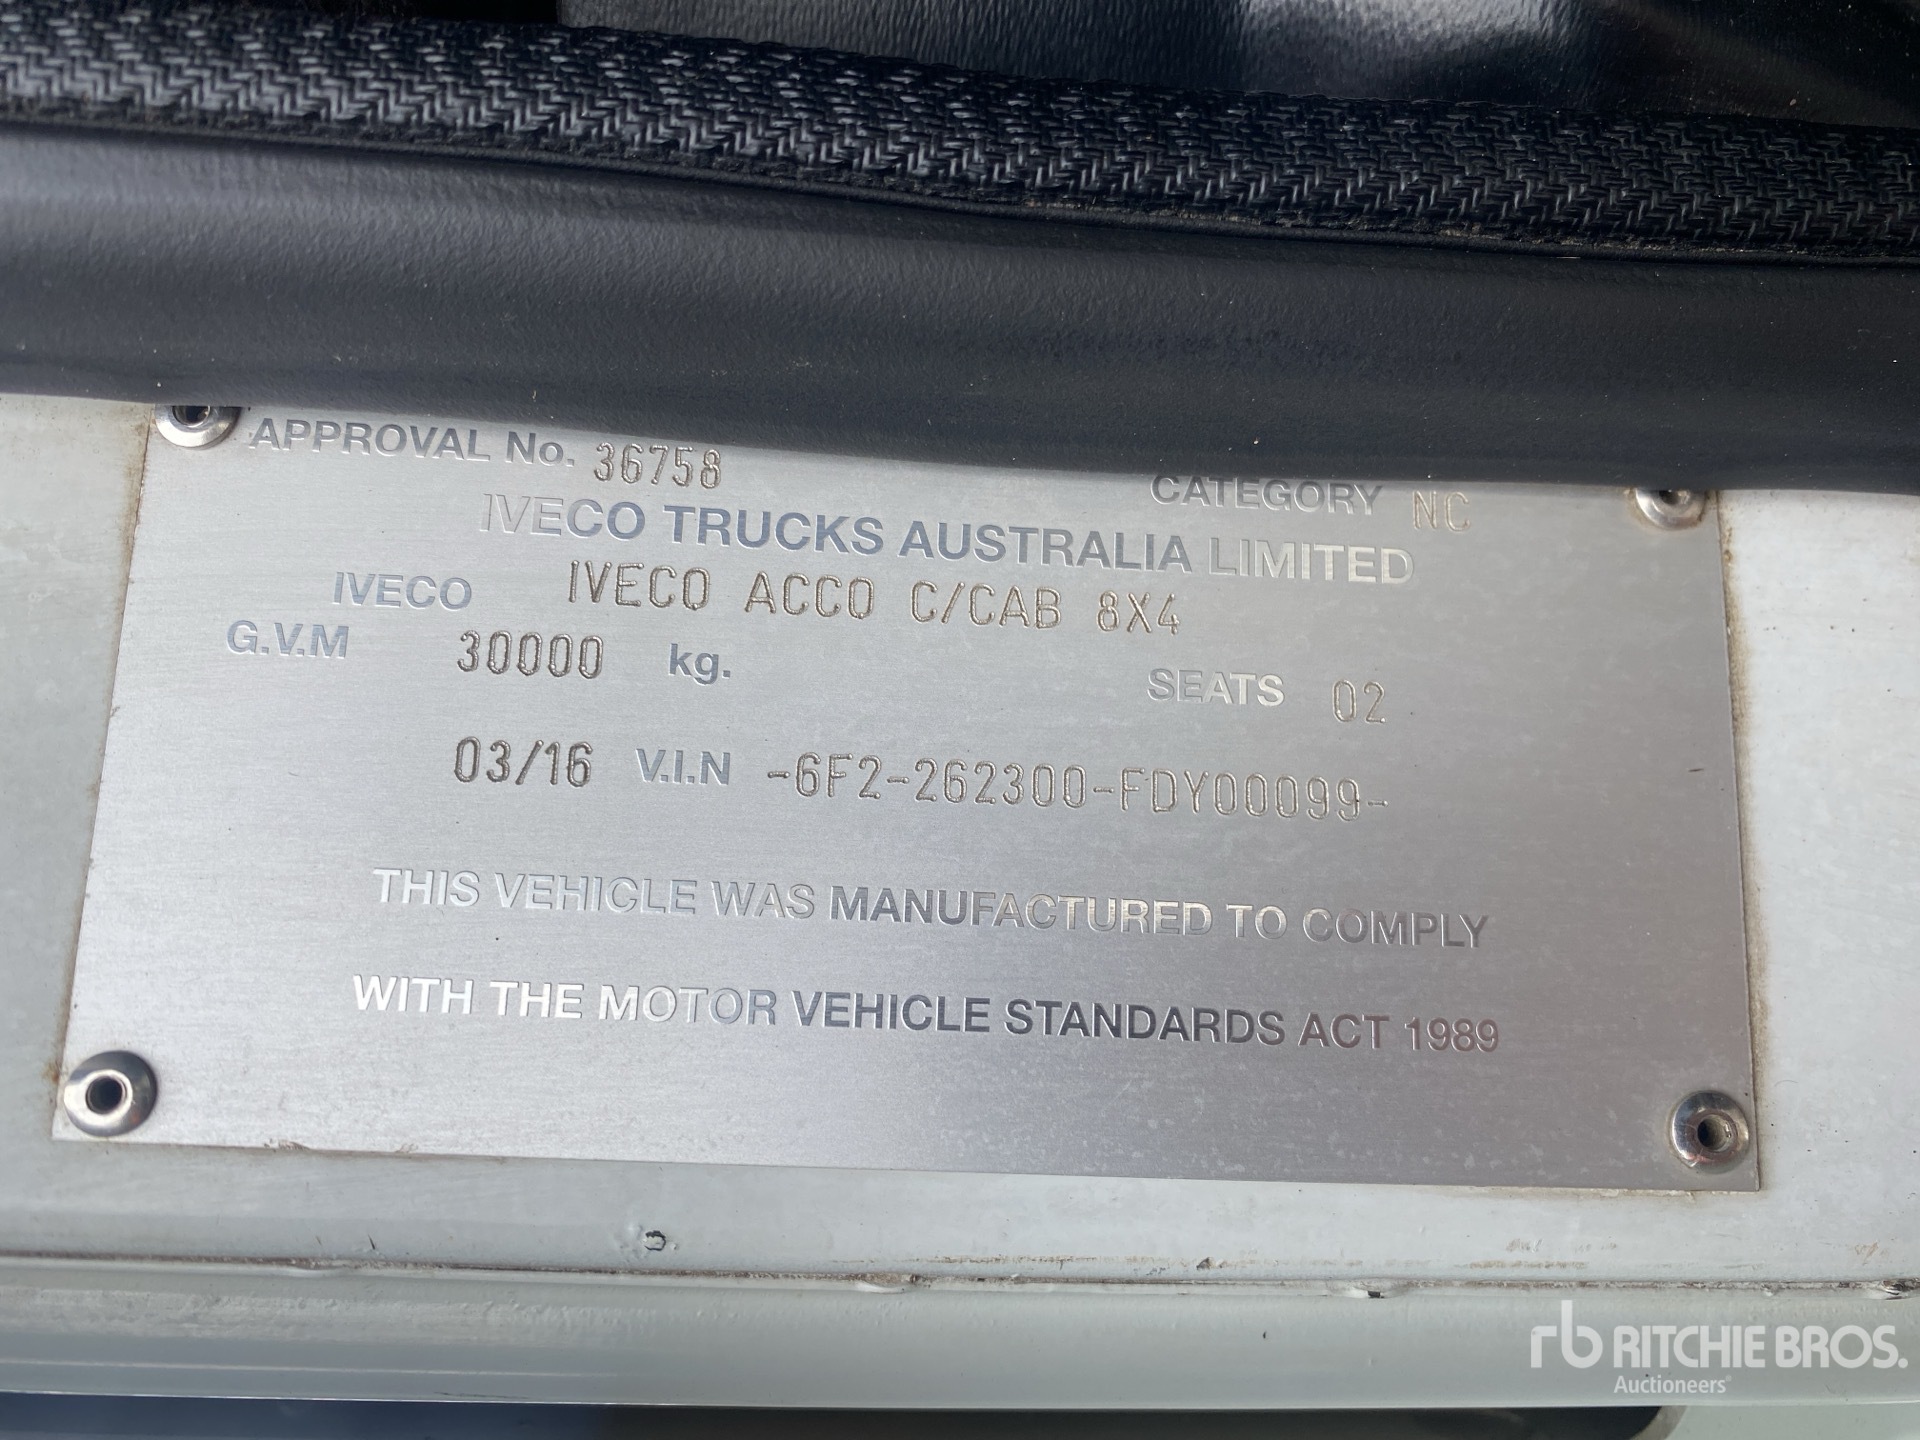 APPROVAL No. 36758 CATEGORY NC
IVECO TRUCKS AUSTRALIA LIMITED
IVECO IVECO ACCO C/CAB 8X4
G.V.M 30000 kg. SEATS 02
03/16 V.I.N -6F2-262300-FDY00099-
THIS VEHICLE WAS MANUFACTURED TO COMPLY
WITH THE MOTOR VEHICLE STANDARDS ACT 1989
rb RITCHIE BROS.
Auctioneers